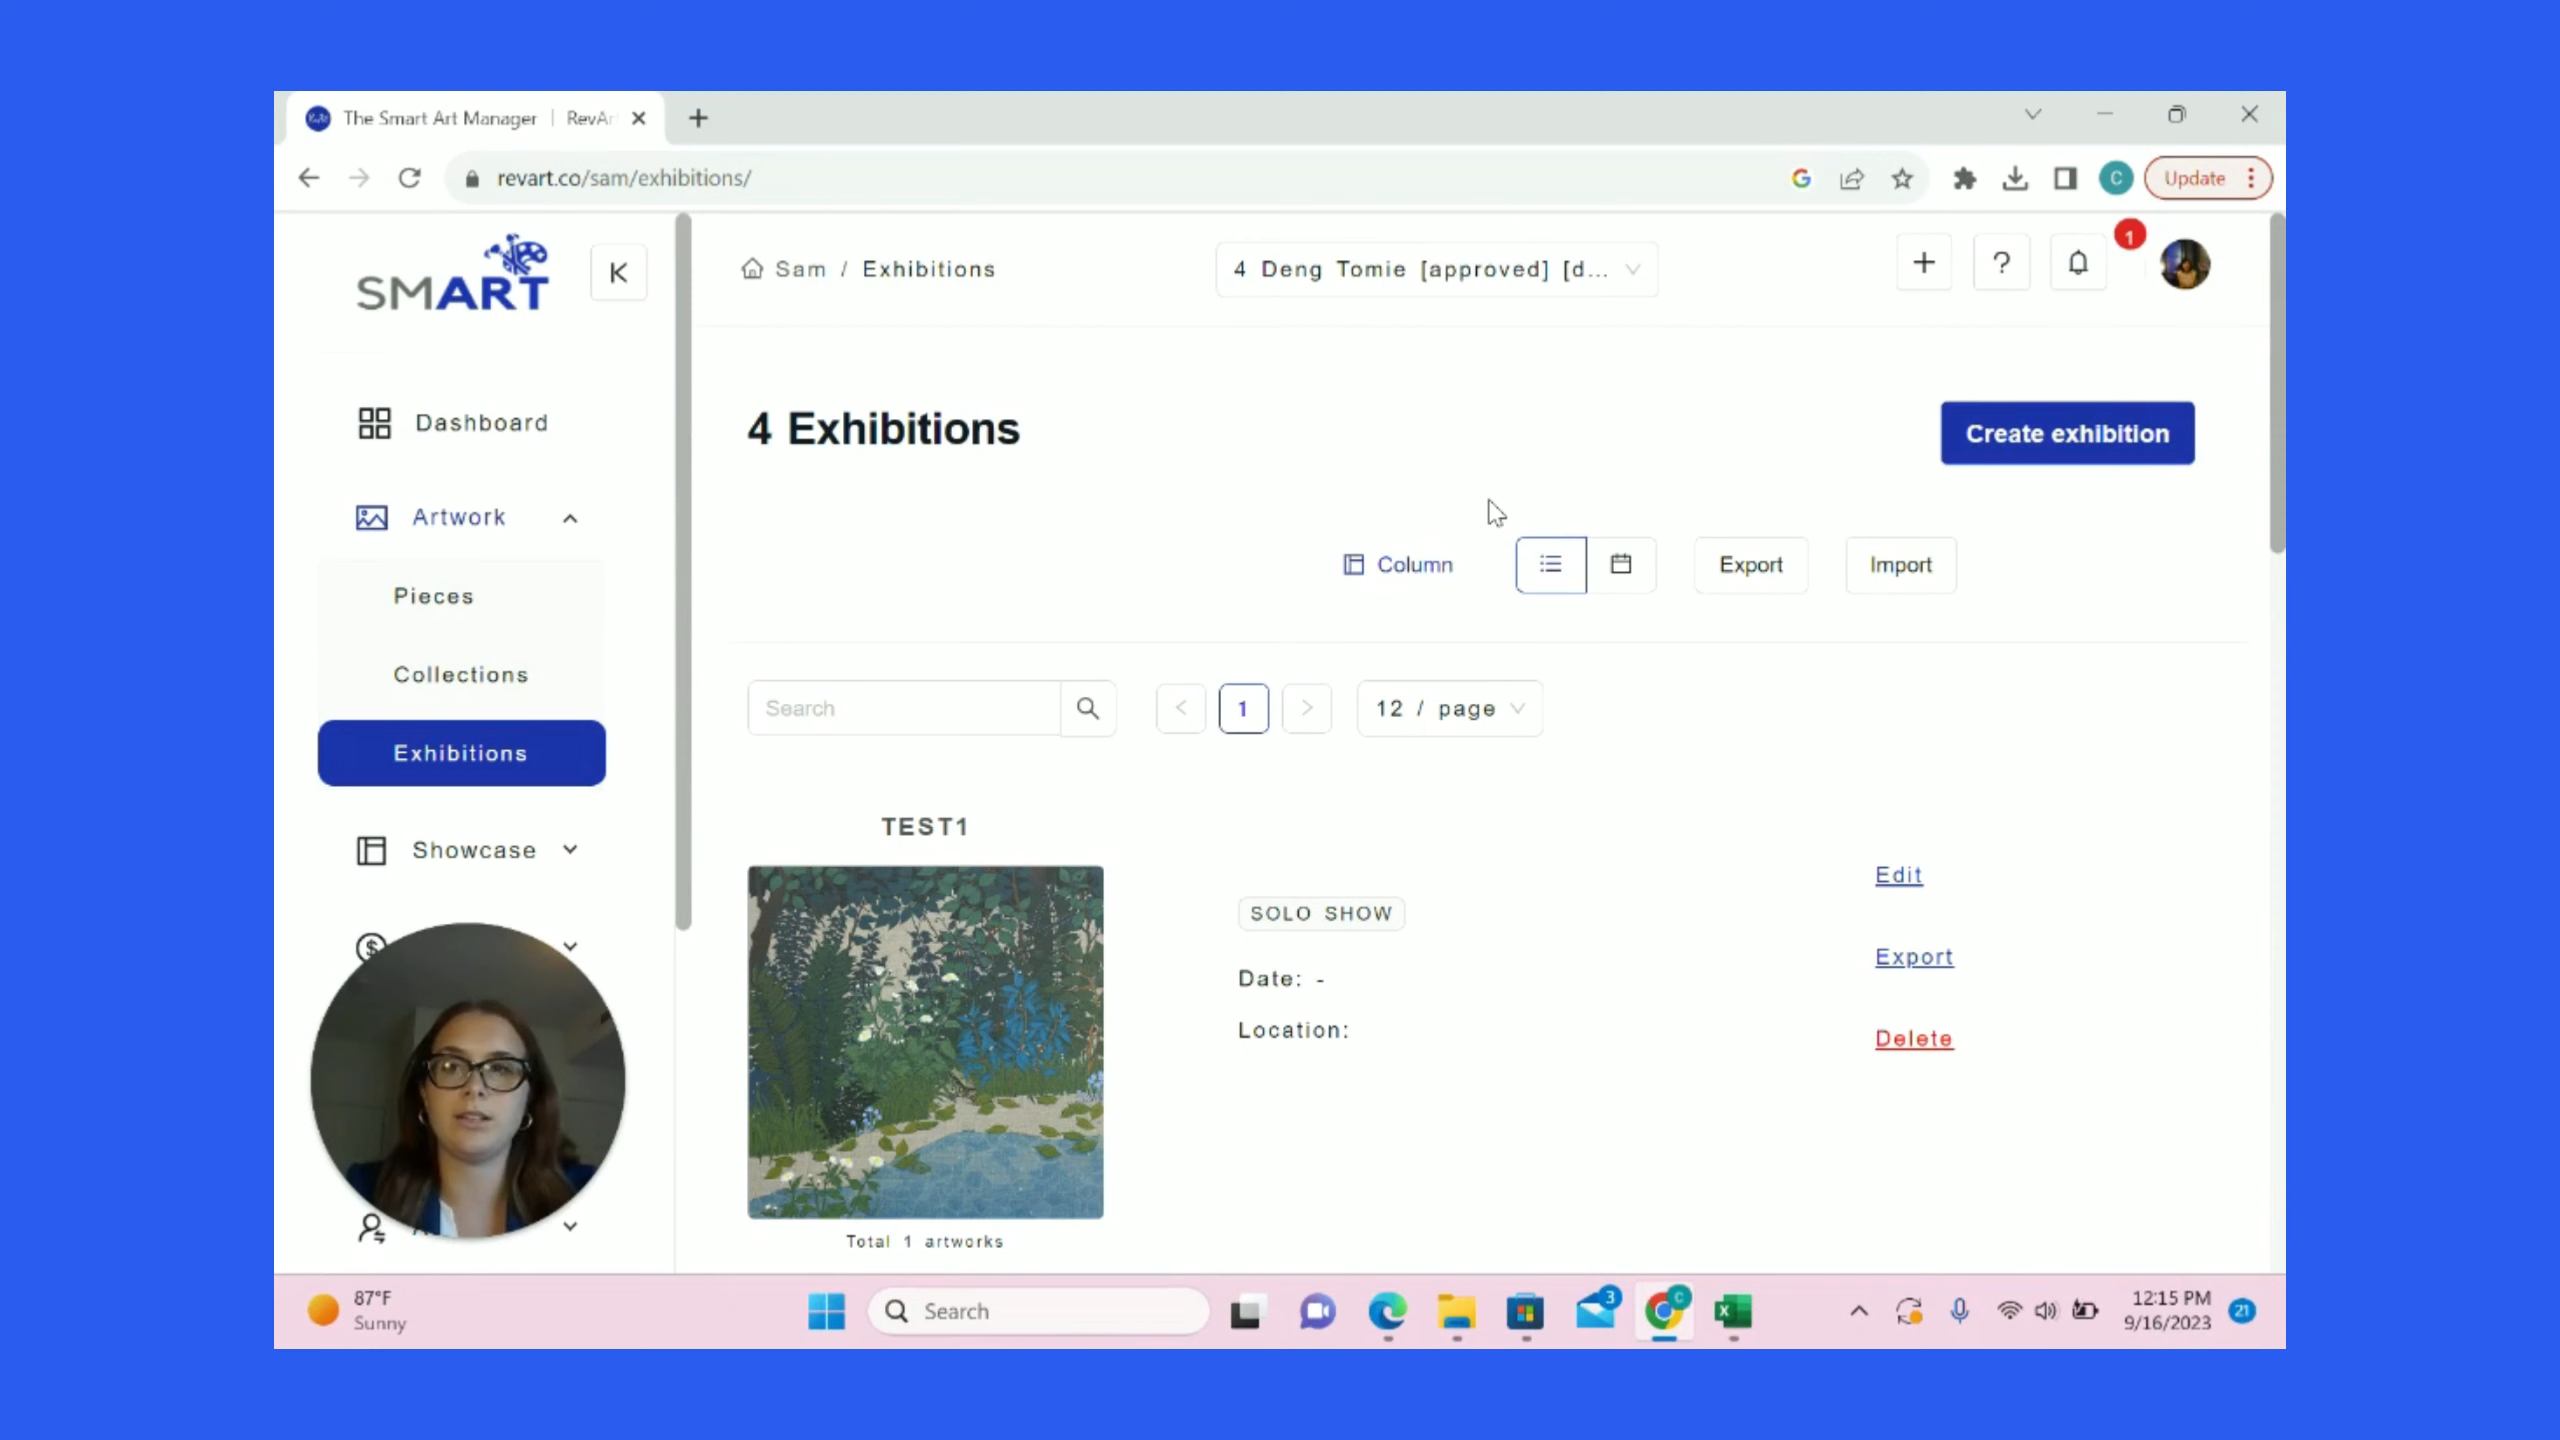 The Smart Art Manager | RevAr
revart.co/sam/exhibitions/
Update
SMART
Sam / Exhibitions
4 Deng Tomie [approved] [d...
?
1
Dashboard
4 Exhibitions
Create exhibition
Artwork
Column
Export
Import
Pieces
Collections
Exhibitions
Search
1
12 / page
TEST1
Showcase
SOLO SHOW
Date: -
Location:
Edit
Export
Delete
Total 1 artworks
87°F
Sunny
Search
3
C
12:15 PM
9/16/2023
21